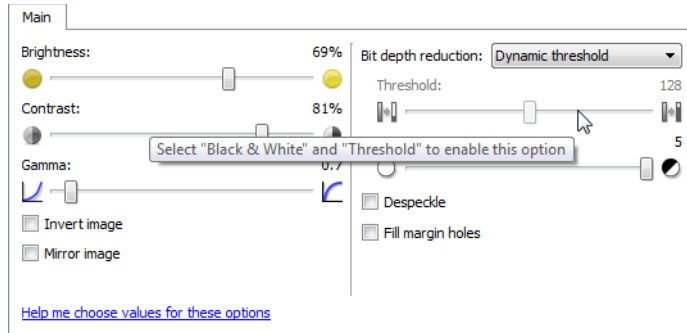 Main
Brightness: 69%
Contrast: 81%
Gamma: 0.7
Invert image
Mirror image
Help me choose values for these options
Bit depth reduction: Dynamic threshold
Threshold: 128
Select "Black & White" and "Threshold" to enable this option
5
Despeckle
Fill margin holes